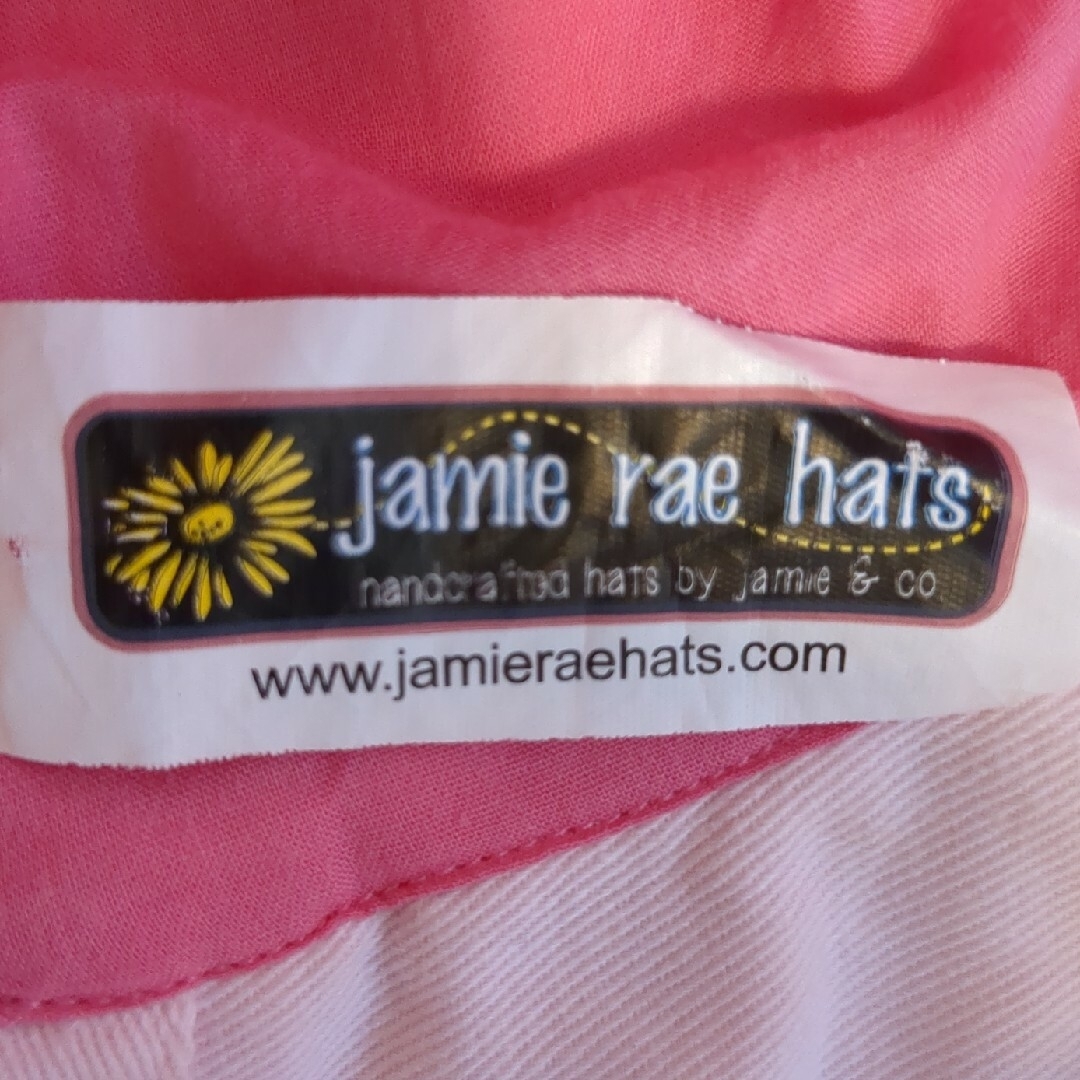 jamie rae hats
handcrafted hats by jamie & co
www.jamieraehats.com